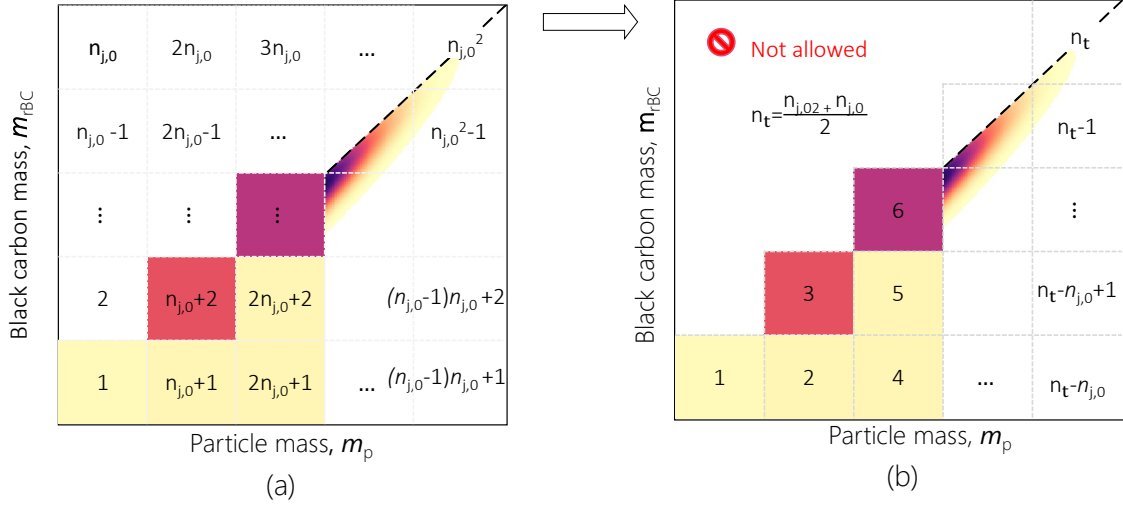 n_{j,0} 2n_{j,0} 3n_{j,0} ... n_{j,0}^2
n_{j,0} -1 2n_{j,0}-1 ... n_{j,0}^2-1
⋮ ⋮ ⋮
2 n_{j,0}+2 2n_{j,0}+2 (n_{j,0}-1)n_{j,0}+2
1 n_{j,0}+1 2n_{j,0}+1 ... (n_{j,0}-1)n_{j,0}+1
Black carbon mass, m_{rBC}
Particle mass, m_p
(a)
Not allowed
n_t= (n_{j,02 +} n_{j,0}) / 2
n_t
n_t-1
6 ⋮
3 5 n_t-n_{j,0}+1
1 2 4 ... n_t-n_{j,0}
Black carbon mass, m_{rBC}
Particle mass, m_p
(b)